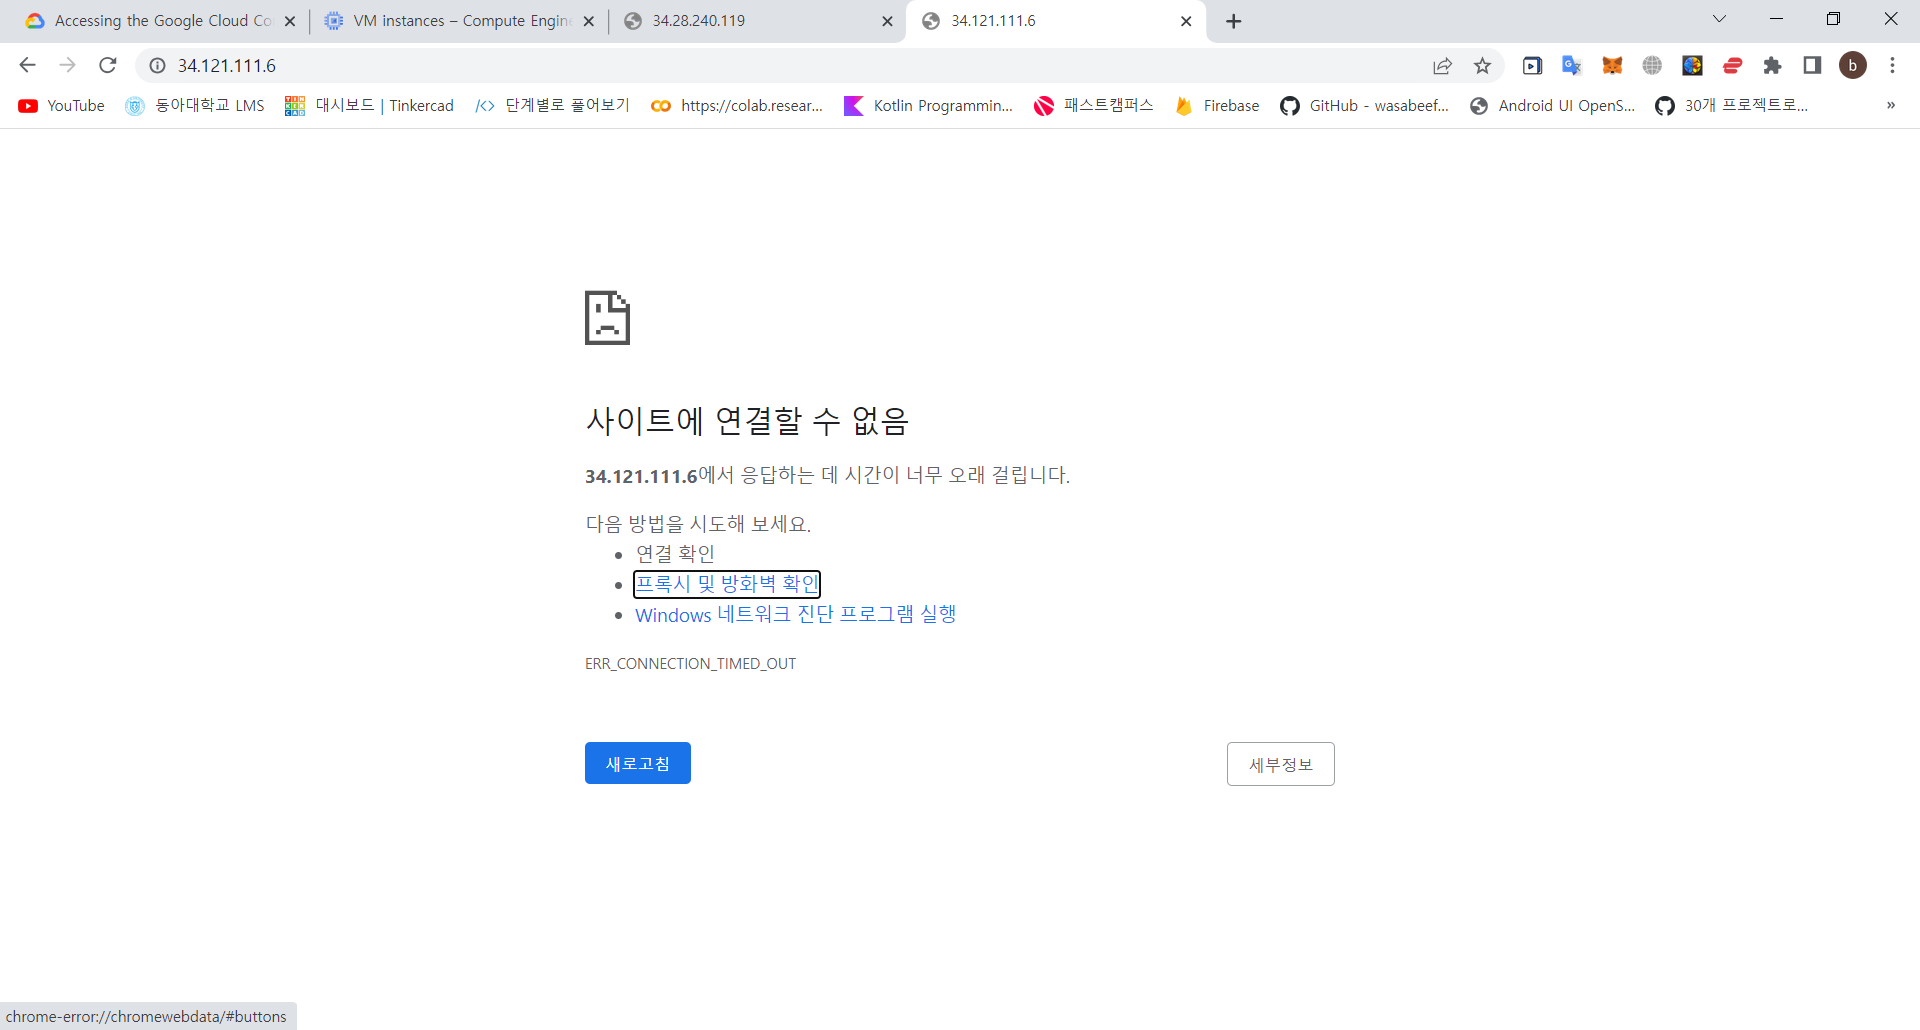 Accessing the Google Cloud Co
VM instances – Compute Engine
34.28.240.119
34.121.111.6
34.121.111.6
b
YouTube
동아대학교 LMS
대시보드 | Tinkercad
단계별로 풀어보기
https://colab.resear...
Kotlin Programmin...
패스트캠퍼스
Firebase
GitHub - wasabeef...
Android UI OpenS...
30개 프로젝트로...
»
사이트에 연결할 수 없음
34.121.111.6에서 응답하는 데 시간이 너무 오래 걸립니다.
다음 방법을 시도해 보세요.
연결 확인
프록시 및 방화벽 확인
Windows 네트워크 진단 프로그램 실행
ERR_CONNECTION_TIMED_OUT
새로고침
세부정보
chrome-error://chromewebdata/#buttons